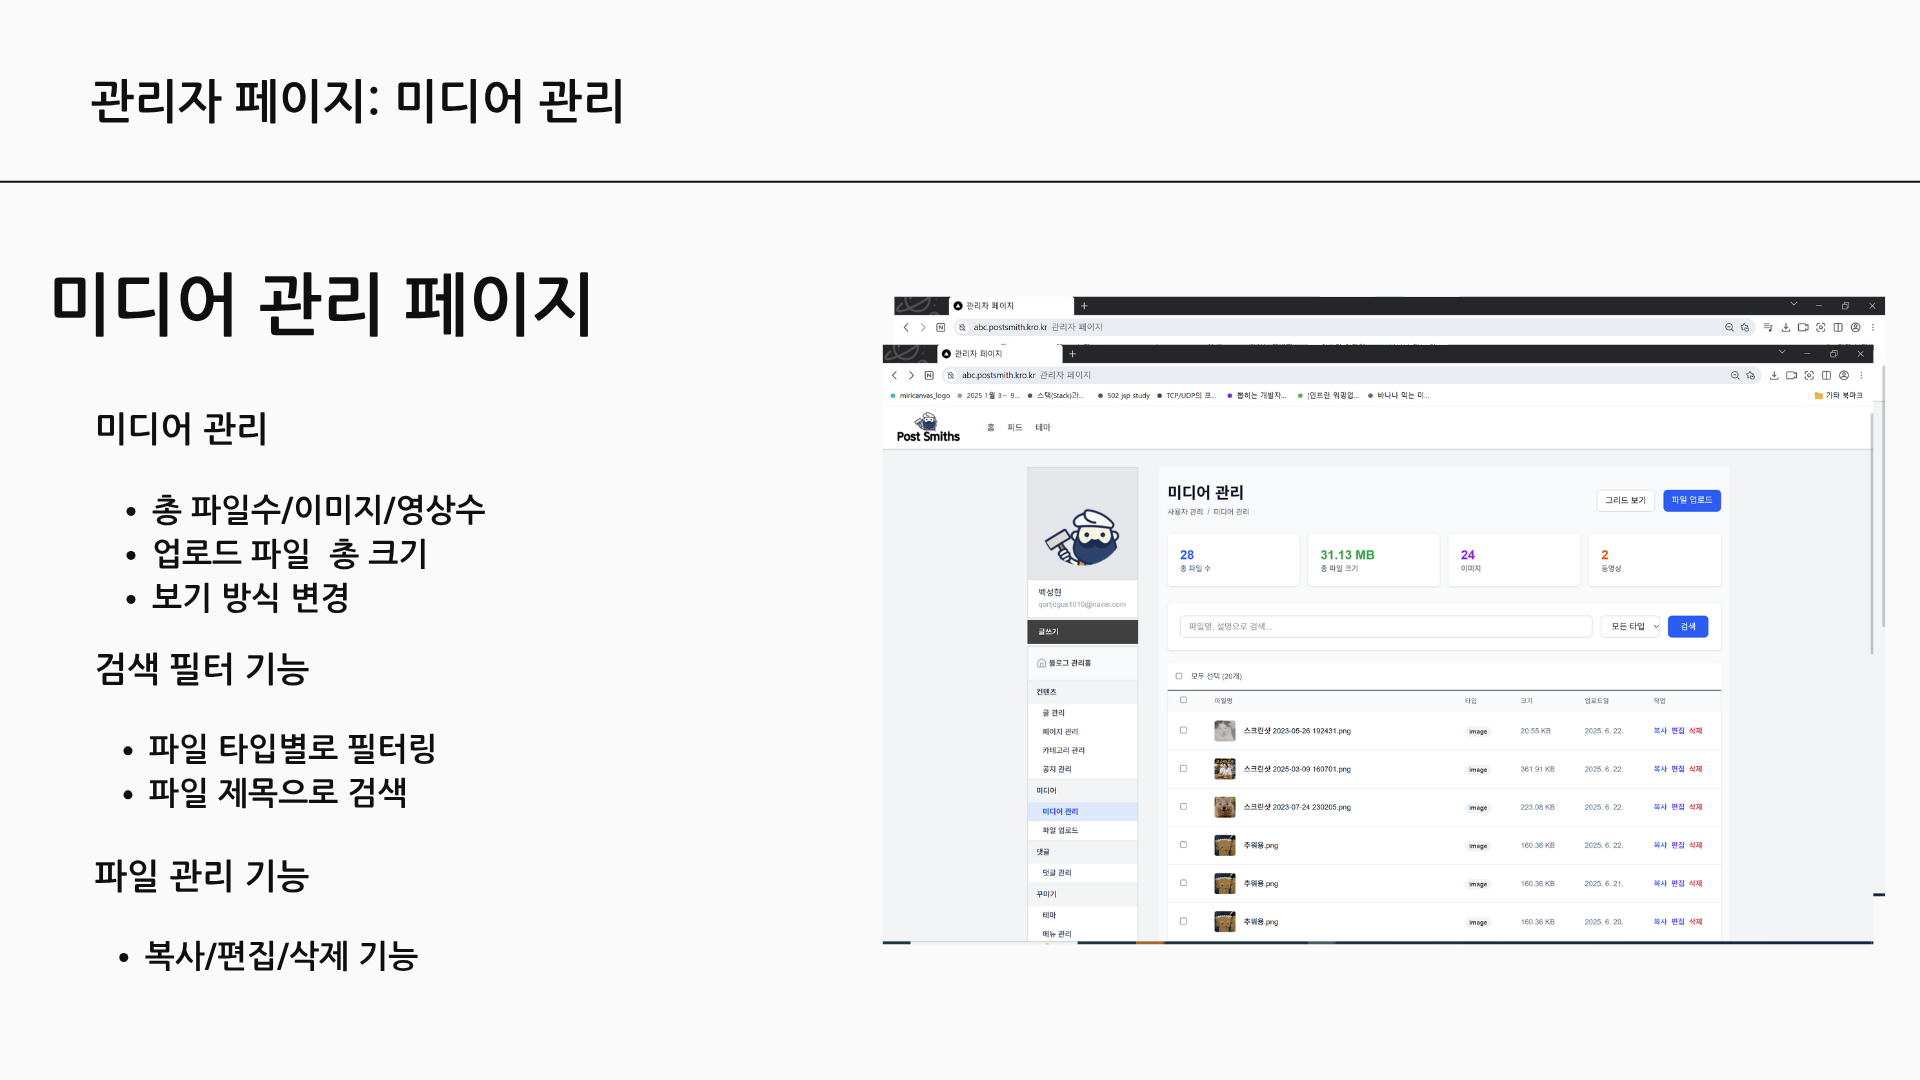 관리자 페이지: 미디어 관리
미디어 관리 페이지
미디어 관리
• 총 파일수/이미지/영상수
• 업로드 파일 총 크기
• 보기 방식 변경
검색 필터 기능
• 파일 타입별로 필터링
• 파일 제목으로 검색
파일 관리 기능
• 복사/편집/삭제 기능
관리자 페이지
abc.postsmith.kro.kr 관리자 페이지
관리자 페이지
abc.postsmith.kro.kr 관리자 페이지
miricanvas_logo 2025 1월 3~ 9... 스택(Stack)과... 502 jsp study TCP/UDP의 포... 뽑히는 개발자... [인프런 워밍업... 바나나 먹는 미... 기타 북마크
Post Smiths 홈 피드 테마
백성현
글쓰기
블로그 관리홈
컨텐츠
글 관리
페이지 관리
카테고리 관리
공지 관리
미디어
미디어 관리
파일 업로드
댓글
댓글 관리
꾸미기
테마
메뉴 관리
미디어 관리
사용자 관리 / 미디어 관리
그리드 보기 파일 업로드
28
총 파일 수
31.13 MB
총 파일 크기
24
이미지
2
동영상
파일명, 설명으로 검색... 모든 타입 검색
모두 선택 (20개)
파일명 타입 크기 업로드일 작업
스크린샷 2023-05-26 192431.png image 20.55 KB 2025. 6. 22. 복사 편집 삭제
스크린샷 2025-03-09 160701.png image 361.91 KB 2025. 6. 22. 복사 편집 삭제
스크린샷 2023-07-24 230205.png image 223.08 KB 2025. 6. 22. 복사 편집 삭제
추워용.png image 160.36 KB 2025. 6. 22. 복사 편집 삭제
추워용.png image 160.36 KB 2025. 6. 21. 복사 편집 삭제
추워용.png image 160.36 KB 2025. 6. 20. 복사 편집 삭제